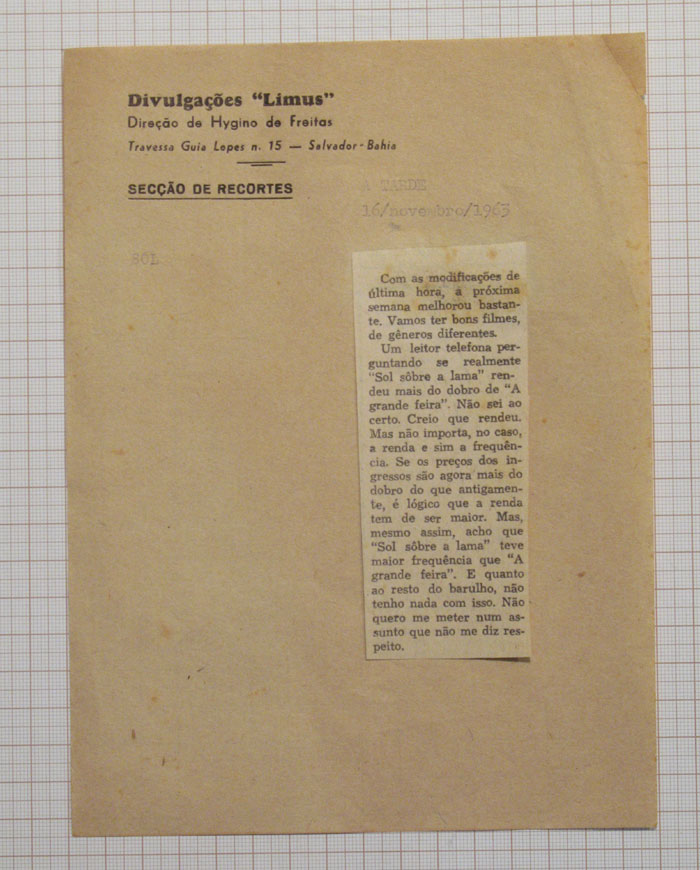 Divulgações “Limus”
Direção de Hygino de Freitas
Travessa Guia Lopes n. 15 — Salvador-Bahia
SECÇÃO DE RECORTES
A TARDE
16/novembro/1963
SOL
Com as modificações de
última hora, a próxima
semana melhorou bastan-
te. Vamos ter bons filmes,
de gêneros diferentes.
Um leitor telefona per-
guntando se realmente
“Sol sôbre a lama” ren-
deu mais do dobro de “A
grande feira”. Não sei ao
certo. Creio que rendeu.
Mas não importa, no caso,
a renda e sim a frequên-
cia. Se os preços dos in-
gressos são agora mais do
dobro do que antigamen-
te, é lógico que a renda
tem de ser maior. Mas,
mesmo assim, acho que
“Sol sôbre a lama” teve
maior frequência que “A
grande feira”. E quanto
ao resto do barulho, não
tenho nada com isso. Não
quero me meter num as-
sunto que não me diz res-
peito.